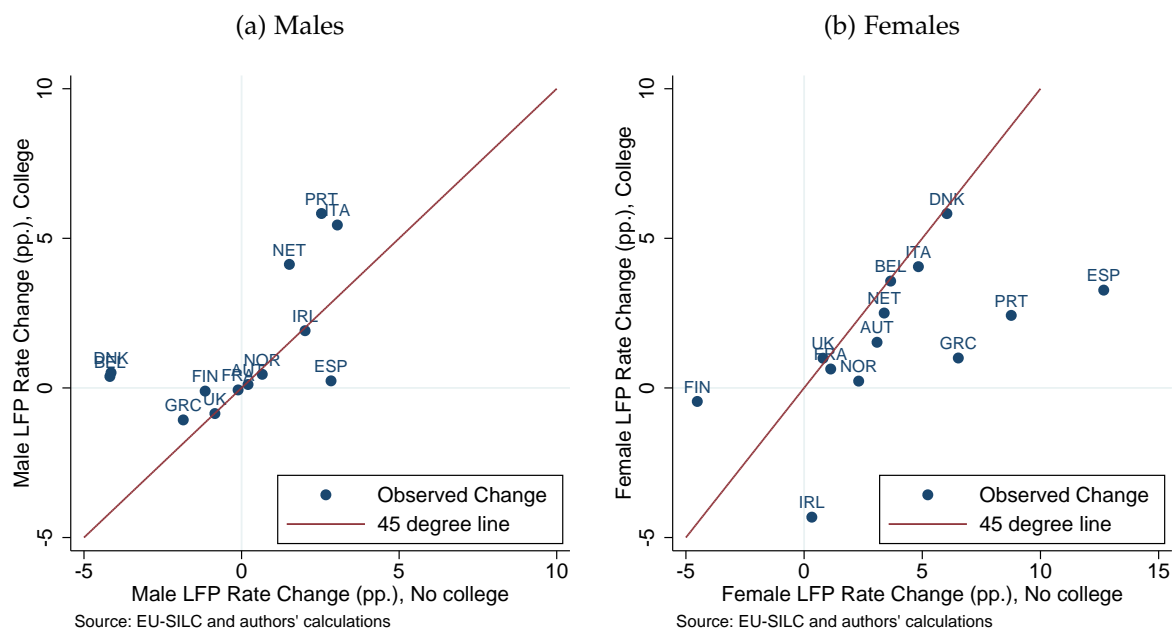 (a) Males
10
5
0
-5
Male LFP Rate Change (pp.), College
PRT
ITA
NET
IRL
DNK
BEL
FIN
FRA
AUT
NOR
ESP
GRC
UK
Observed Change
45 degree line
-5 0 5 10
Male LFP Rate Change (pp.), No college
Source: EU-SILC and authors' calculations
(b) Females
10
5
0
-5
Female LFP Rate Change (pp.), College
DNK
ITA
BEL
ESP
NET
PRT
AUT
UK
FRA
NOR
GRC
FIN
IRL
Observed Change
45 degree line
-5 0 5 10 15
Female LFP Rate Change (pp.), No college
Source: EU-SILC and authors' calculations